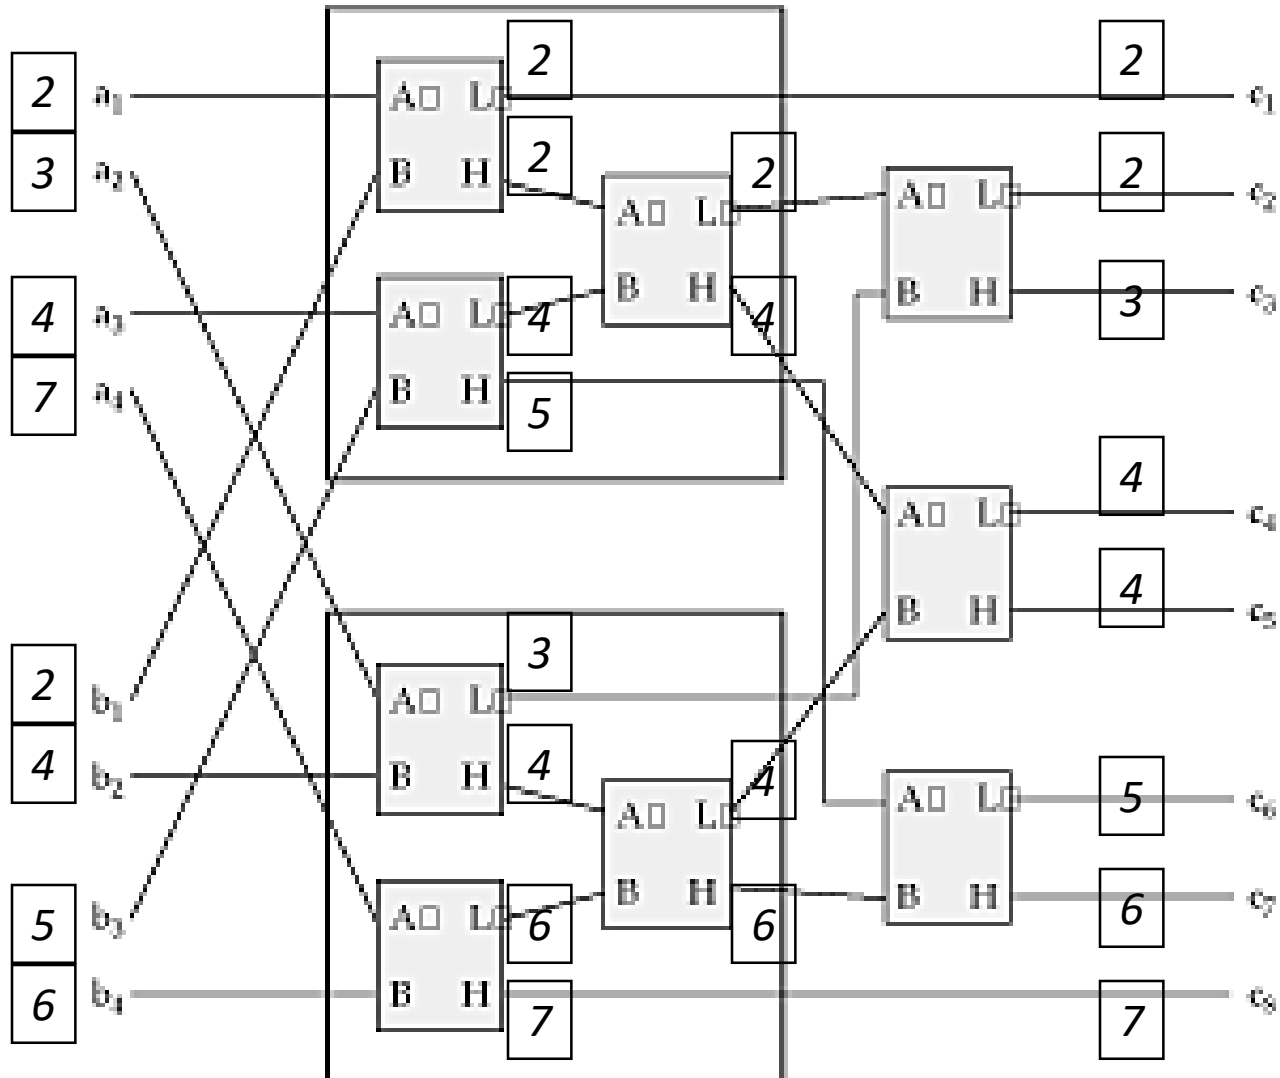 2 2
2 a₁ A L c₁
2 2 2
3 a₂ B H A L A L c₂
4 a₃ A L 4 B H 4 B H 3 c₃
7 a₄ B H 5
4
A L c₄
3 4
2 b₁ A L B H c₅
4 b₂ B H 4 A L 4 A L 5 c₆
5 b₃ A L 6 B H 6 B H 6 c₇
6 b₄ B H 7 7 c₈